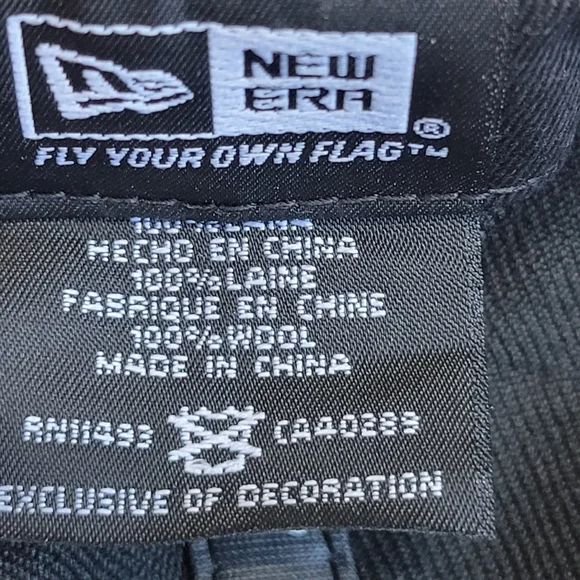 NEW
ERA
®
FLY YOUR OWN FLAG™
HECHO EN CHINA
100% LAINE
FABRIQUE EN CHINE
100% WOOL
MADE IN CHINA
RN11493 CA40389
EXCLUSIVE OF DECORATION